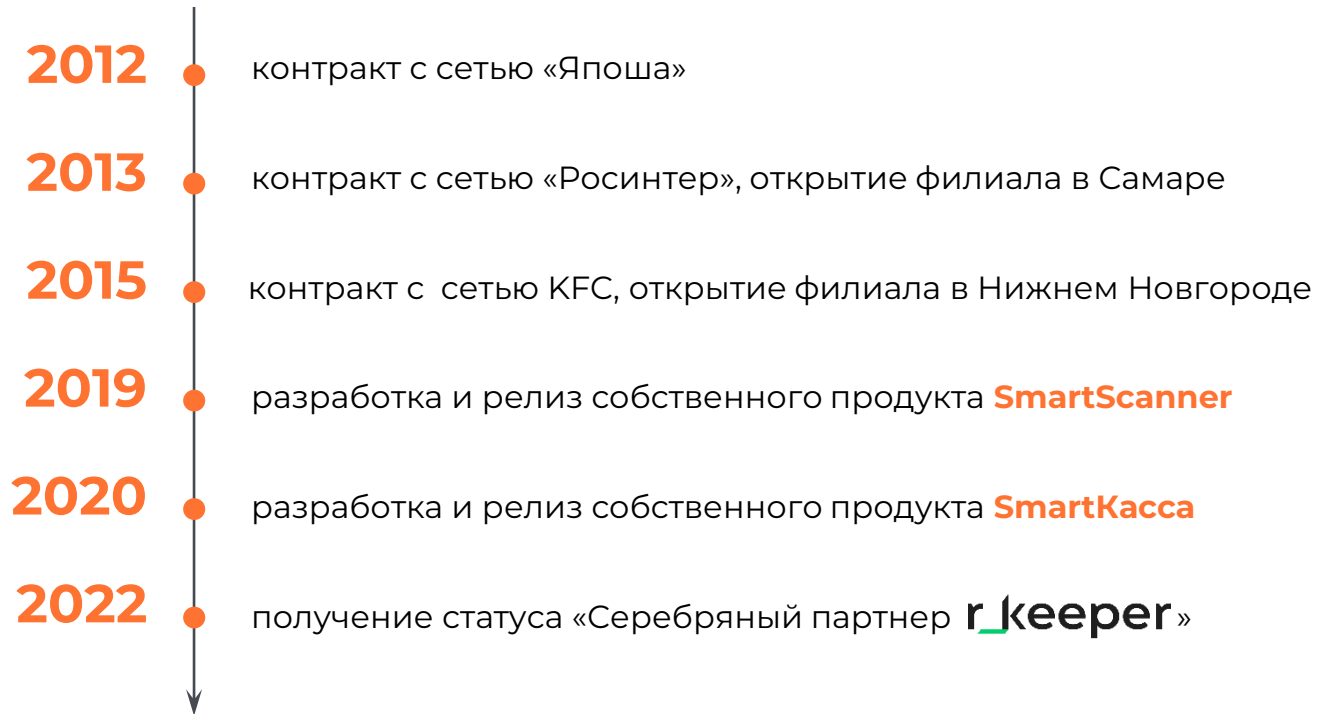 2012 контракт с сетью «Япоша»
2013 контракт с сетью «Росинтер», открытие филиала в Самаре
2015 контракт с сетью KFC, открытие филиала в Нижнем Новгороде
2019 разработка и релиз собственного продукта SmartScanner
2020 разработка и релиз собственного продукта SmartКасса
2022 получение статуса «Серебряный партнер r_keeper»